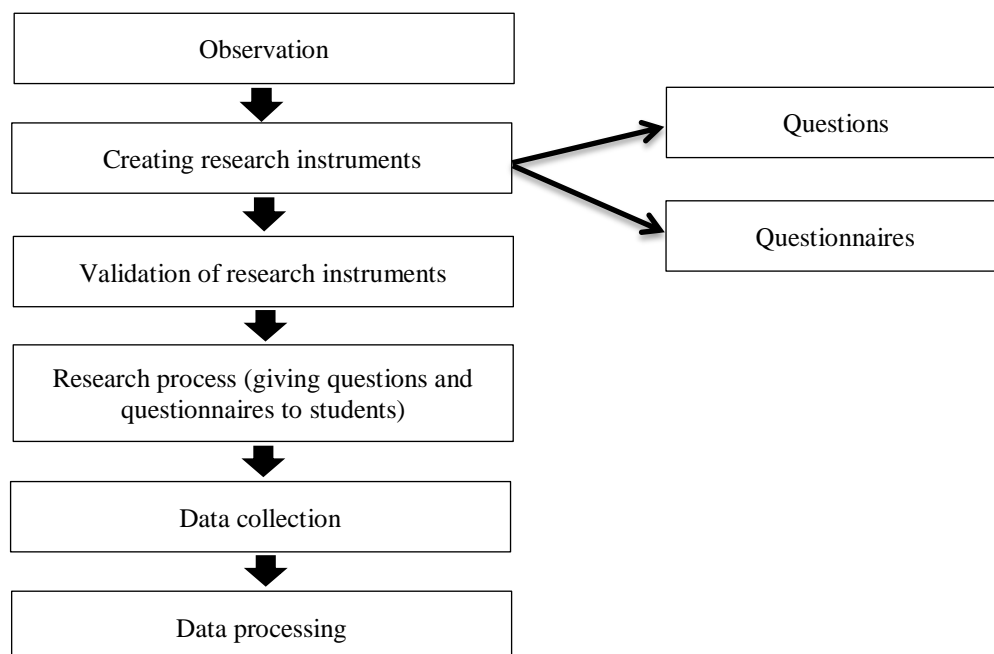 Observation
Creating research instruments
Questions
Questionnaires
Validation of research instruments
Research process (giving questions and
questionnaires to students)
Data collection
Data processing